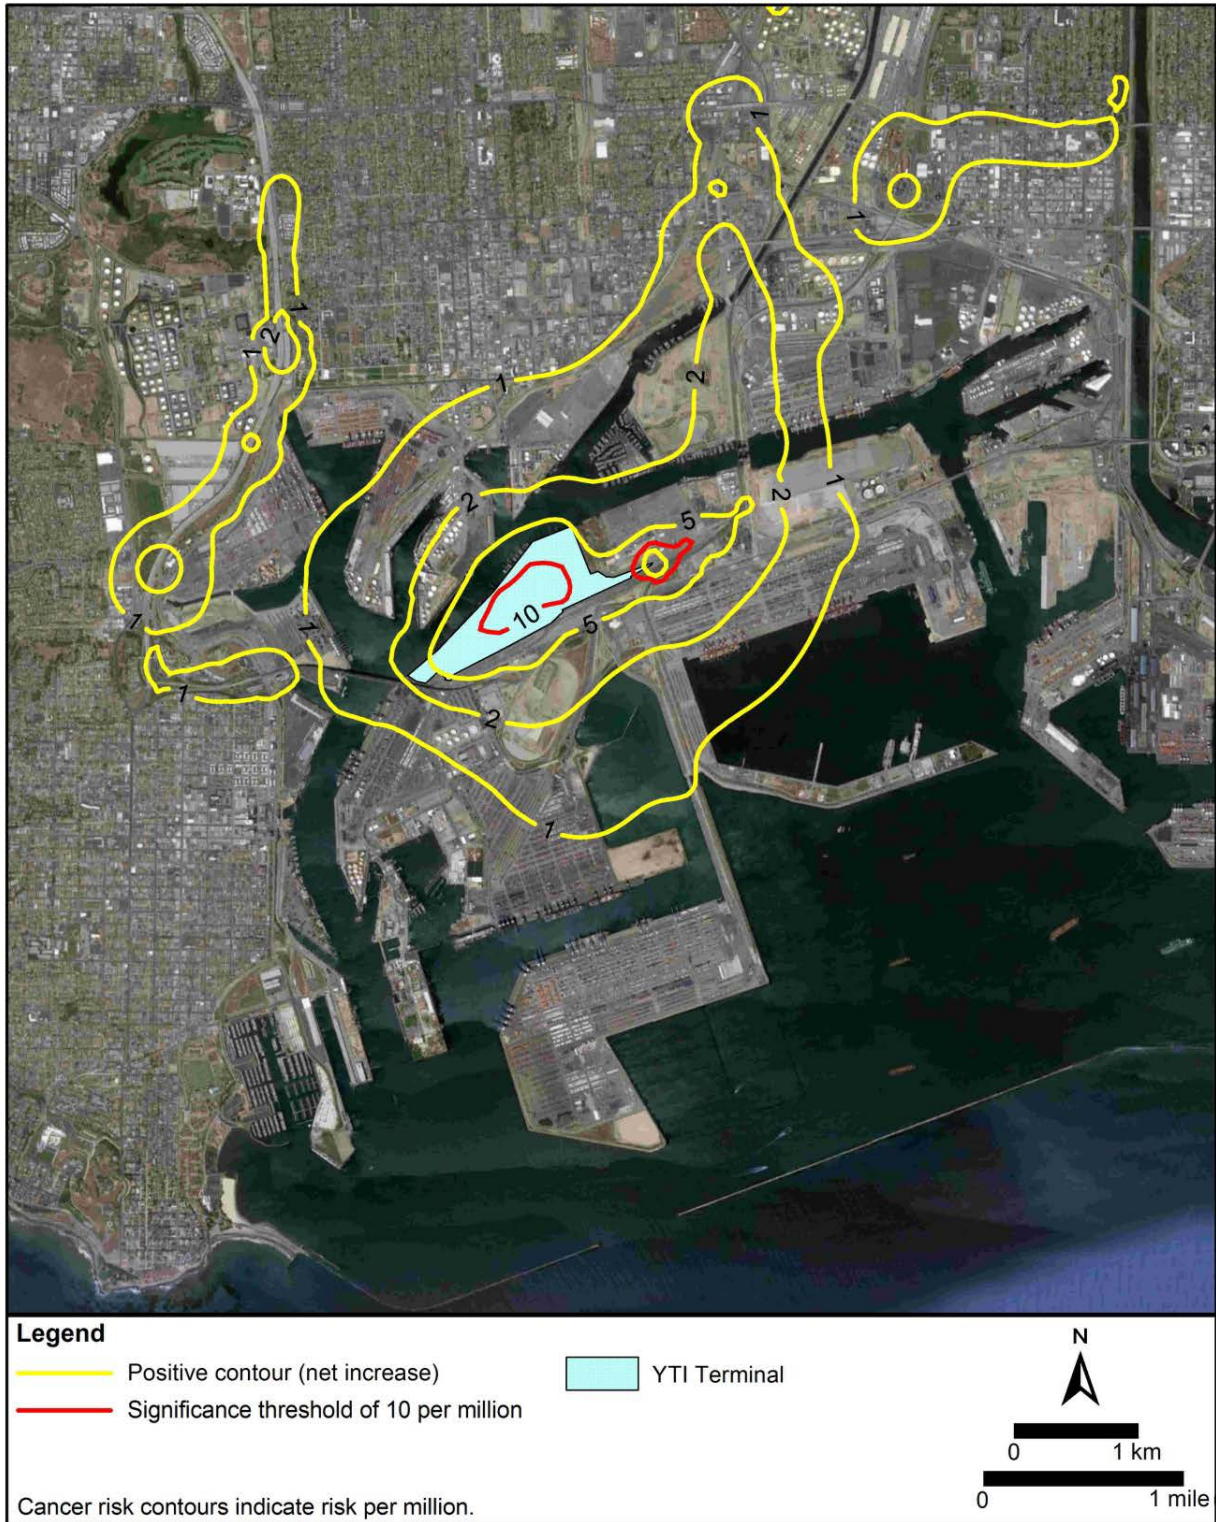 1
1
2
1
1
1
2
2
1
2
5
10
1
5
1
1
2
1
Legend
Positive contour (net increase)
Significance threshold of 10 per million
YTI Terminal
N
0 1 km
0 1 mile
Cancer risk contours indicate risk per million.